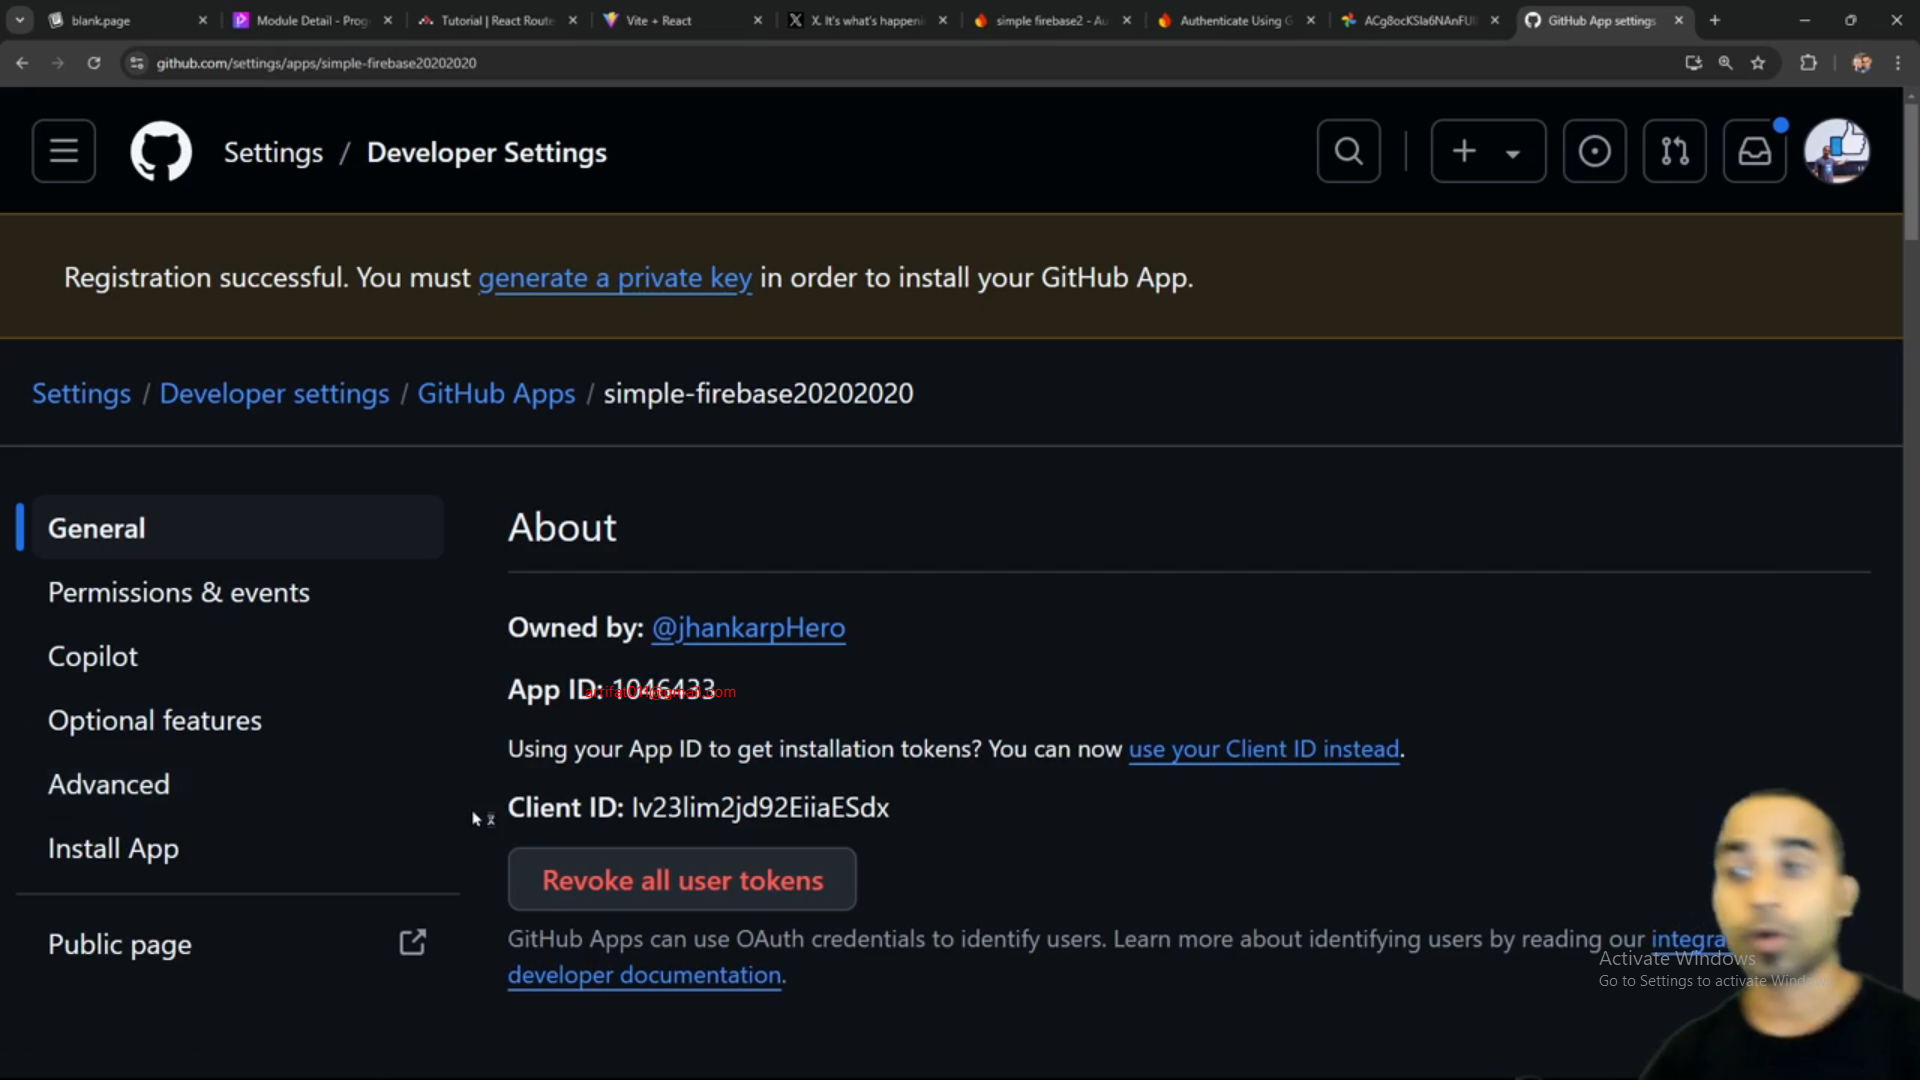 blank.page
Module Detail - Prog
Tutorial | React Route
Vite + React
X. It's what's happeni
simple firebase2 - Au
Authenticate Using G
ACg8ocKSla6NAnFUI
GitHub App settings
github.com/settings/apps/simple-firebase20202020
Settings / Developer Settings
Registration successful. You must generate a private key in order to install your GitHub App.
Settings / Developer settings / GitHub Apps / simple-firebase20202020
General
Permissions & events
Copilot
Optional features
Advanced
Install App
Public page
About
Owned by: @jhankarpHero
App ID: 1046433
Using your App ID to get installation tokens? You can now use your Client ID instead.
Client ID: Iv23lim2jd92EiiaESdx
Revoke all user tokens
GitHub Apps can use OAuth credentials to identify users. Learn more about identifying users by reading our
developer documentation.
Activate Windows
Go to Settings to activate